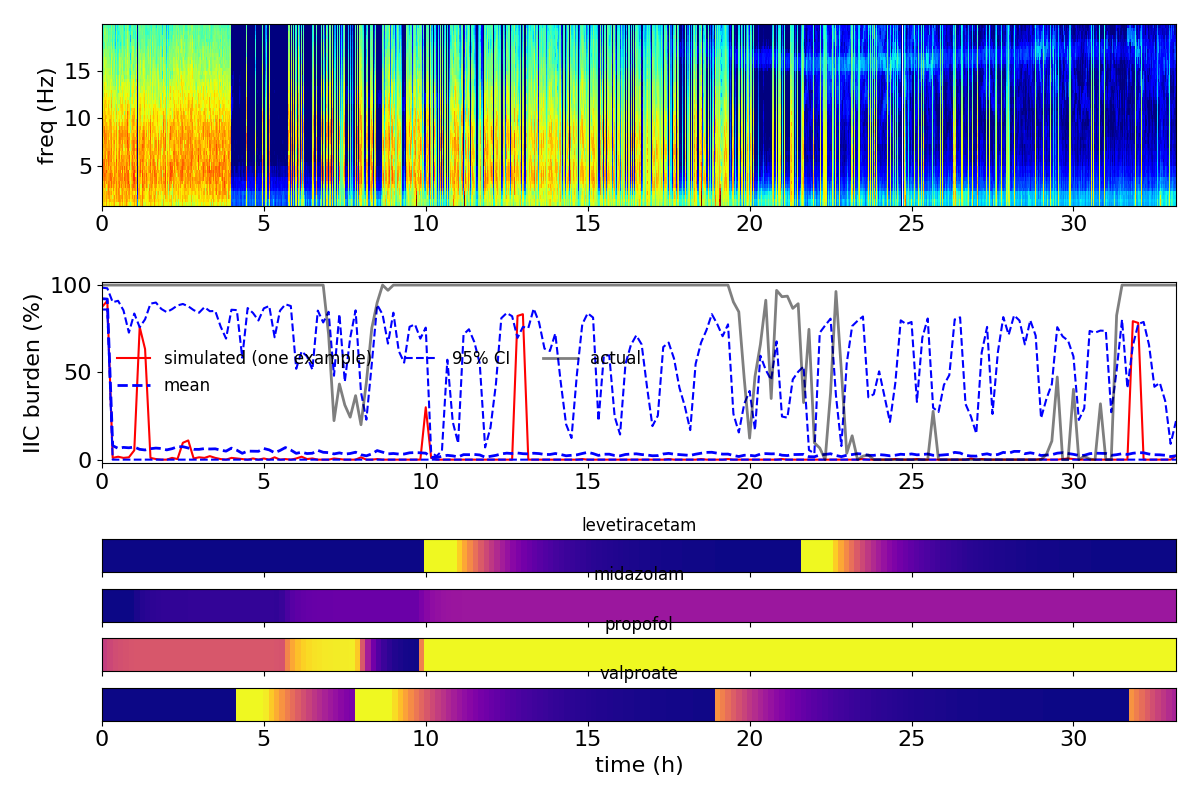 freq (Hz)
15
10
5
0 5 10 15 20 25 30
IIC burden (%)
100
50
0
simulated (one example) 95% CI actual
mean
0 5 10 15 20 25 30
levetiracetam
midazolam
propofol
valproate
0 5 10 15 20 25 30
time (h)